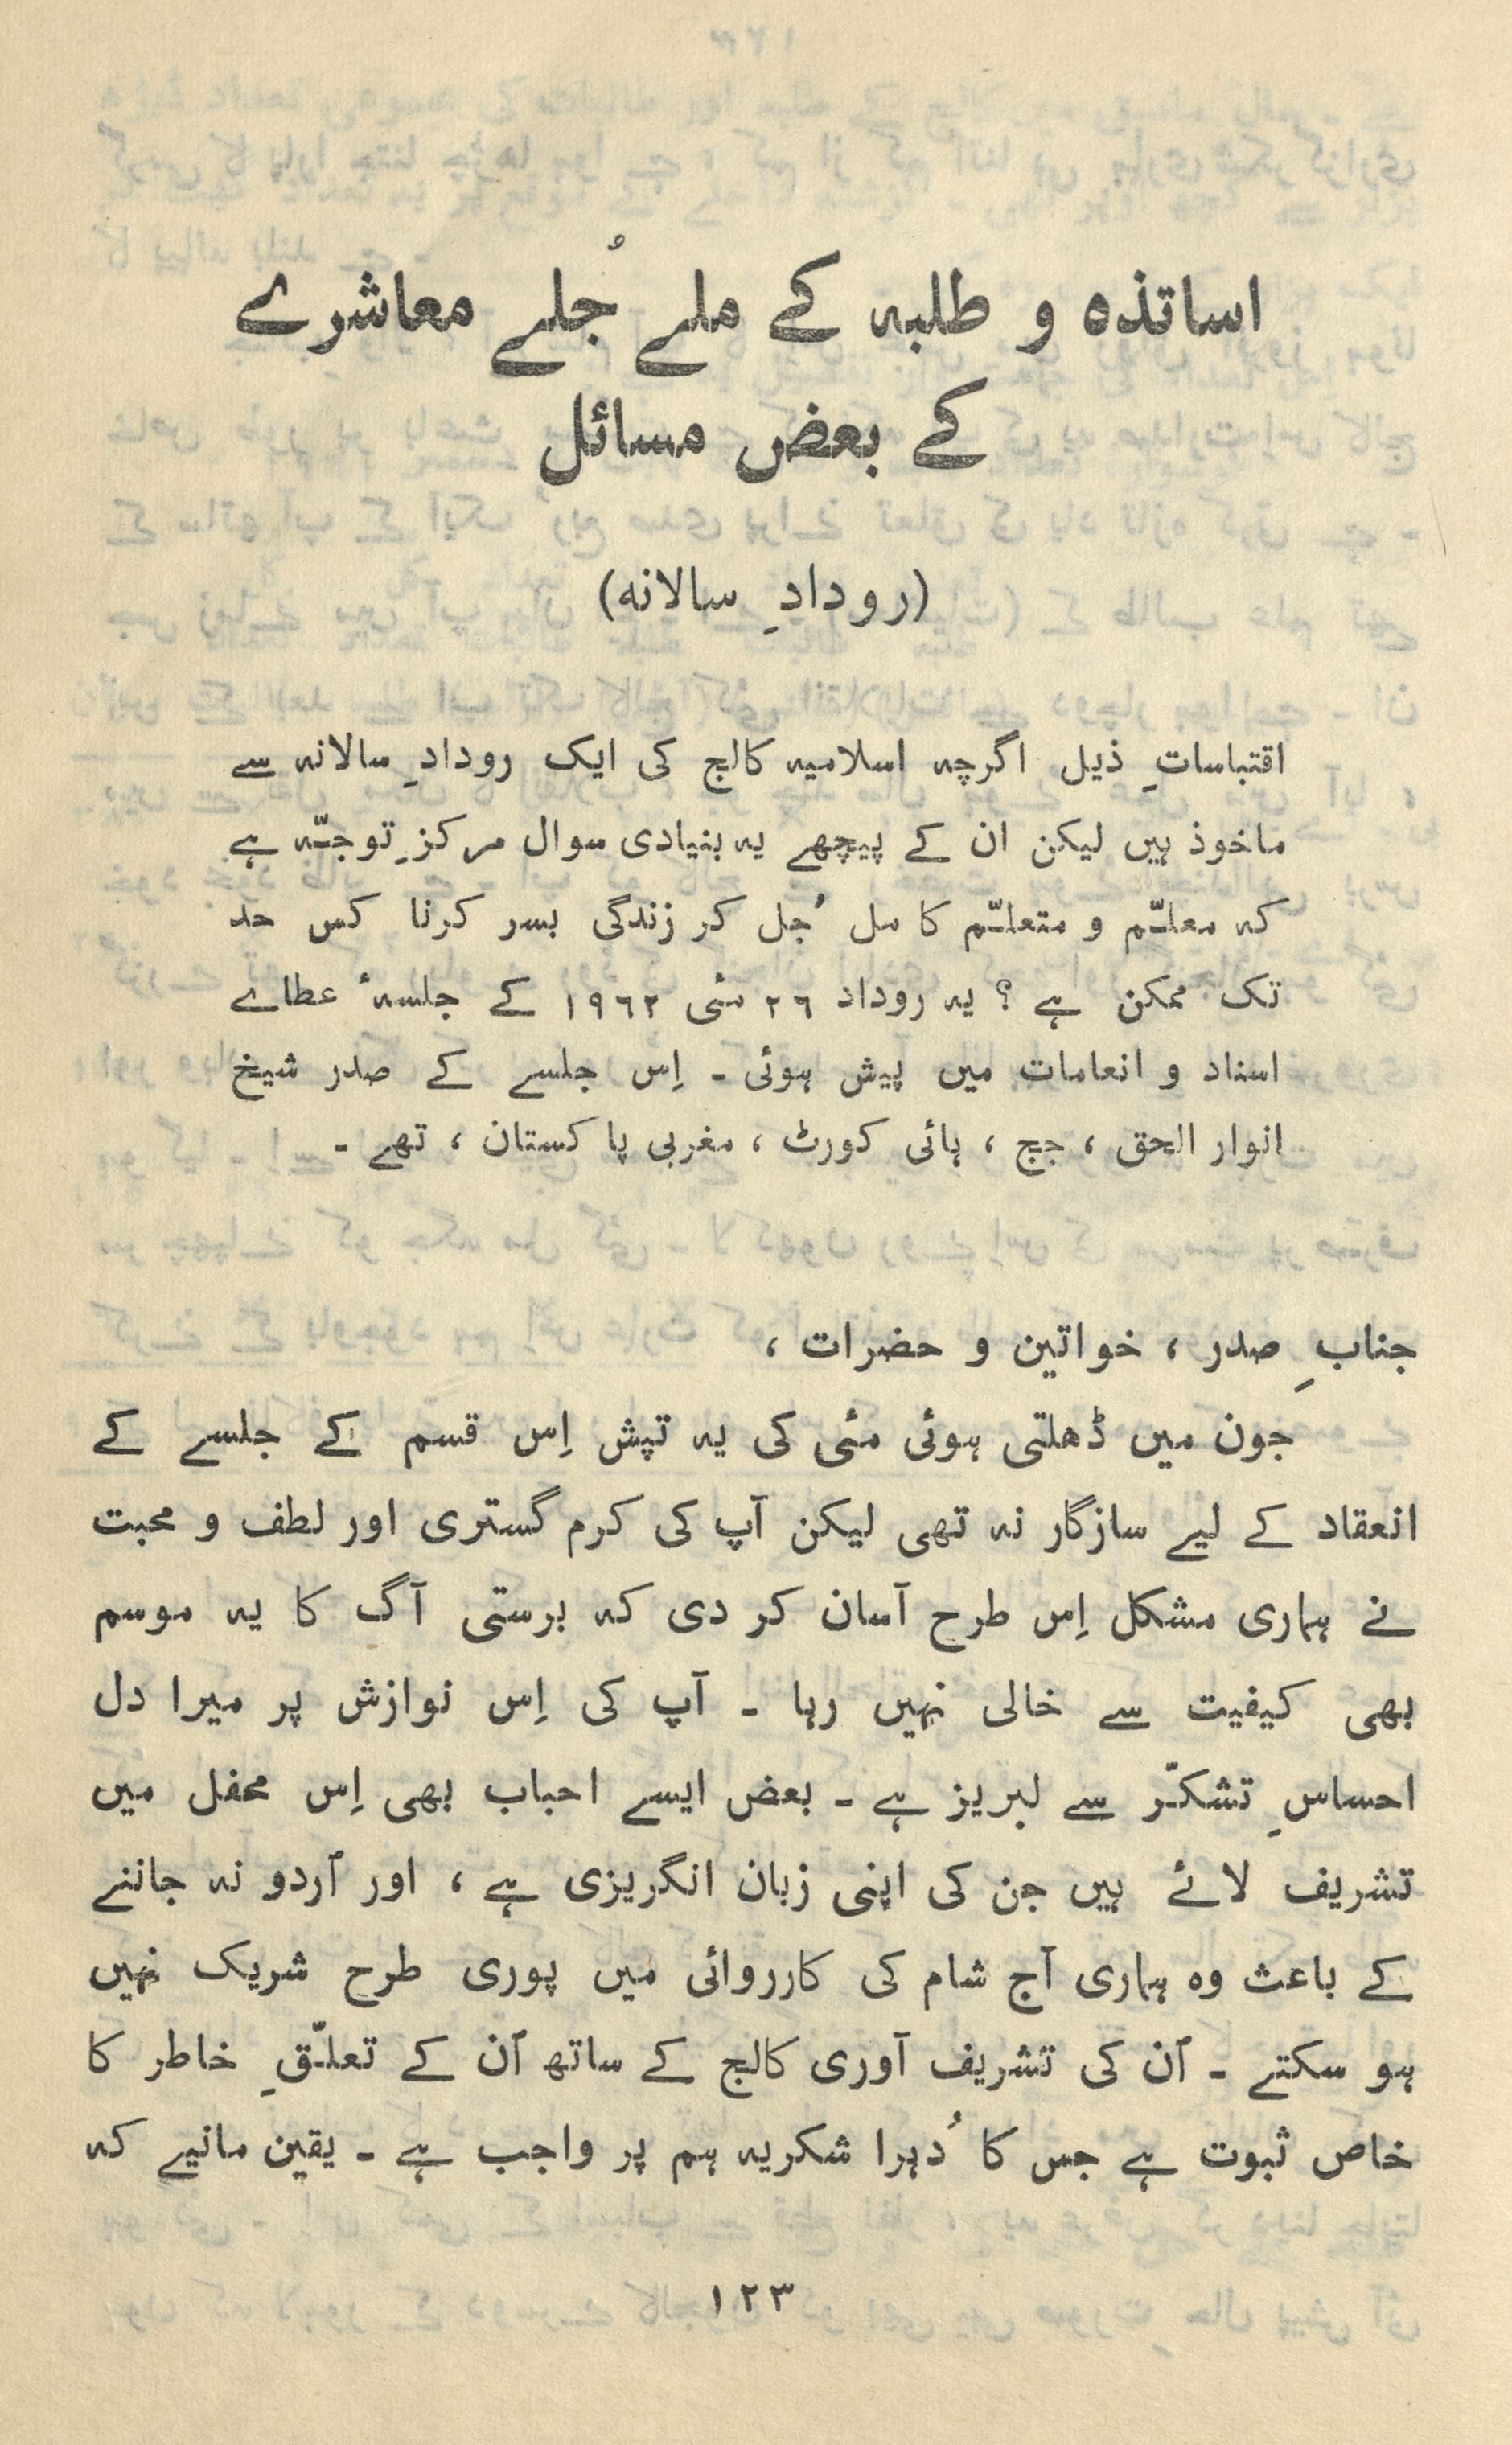 اساتذہ و طلبہ کے ملے جُلے معاشرے
کے بعض مسائل
(رودادِ سالانہ)
اقتباساتِ ذیل اگرچہ اسلامیہ کالج کی ایک رودادِ سالانہ سے
ماخوذ ہیں لیکن ان کے پیچھے یہ بنیادی سوال مرکزِ توجّہ ہے
کہ معلّم و متعلّم کا مل جُل کر زندگی بسر کرنا کس حد
تک ممکن ہے ؟ یہ روداد ۲٦ مئی ۱۹٦۲ کے جلسہٴ عطاے
اسناد و انعامات میں پیش ہوئی ۔ اِس جلسے کے صدر شیخ
انوار الحق ، جج ، ہائی کورٹ ، مغربی پاکستان ، تھے ۔
جنابِ صدر ، خواتین و حضرات ،
جون میں ڈھلتی ہوئی مئی کی یہ تپش اِس قسم کے جلسے کے
انعقاد کے لیے سازگار نہ تھی لیکن آپ کی کرم گستری اور لطف و محبت
نے ہماری مشکل اِس طرح آسان کر دی کہ برستی آگ کا یہ موسم
بھی کیفیت سے خالی نہیں رہا ۔ آپ کی اِس نوازش پر میرا دل
احساسِ تشکّر سے لبریز ہے ۔ بعض ایسے احباب بھی اِس محفل میں
تشریف لائے ہیں جن کی اپنی زبان انگریزی ہے ، اور اُردو نہ جاننے
کے باعث وہ ہماری آج شام کی کارروائی میں پوری طرح شریک نہیں
ہو سکتے ۔ اُن کی تشریف آوری کالج کے ساتھ اُن کے تعلّقِ خاطر کا
خاص ثبوت ہے جس کا دُہرا شکریہ ہم پر واجب ہے ۔ یقین مانیے کہ
۱۲۳